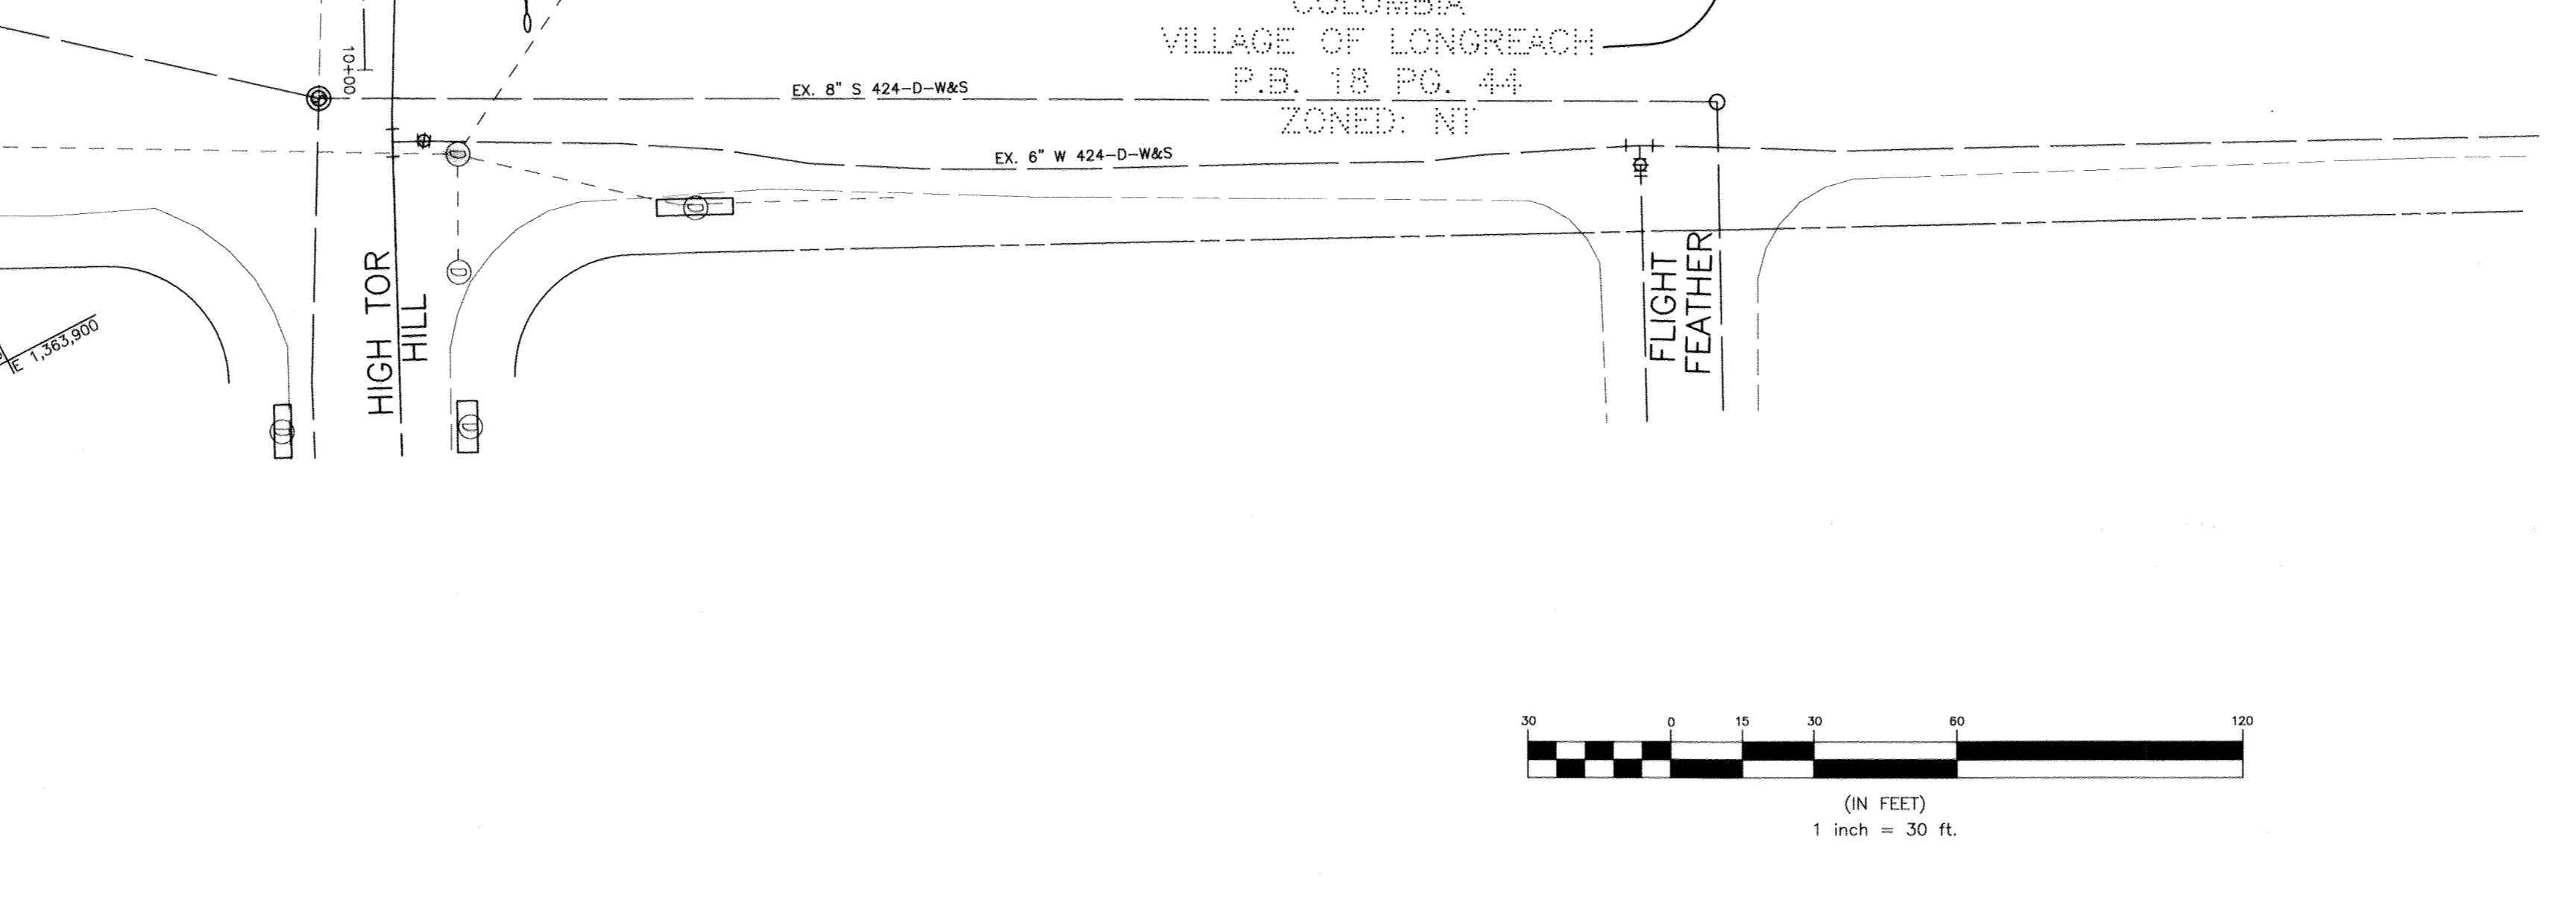 COLUMBIA
VILLAGE OF LONGREACH
P.B. 18 PG. 44
ZONED: NT
10+00
EX. 8" S 424-D-W&S
EX. 6" W 424-D-W&S
HIGH TOR
HILL
FLIGHT
FEATHER
E 1,363,900
30 0 15 30 60 120
(IN FEET)
1 inch = 30 ft.